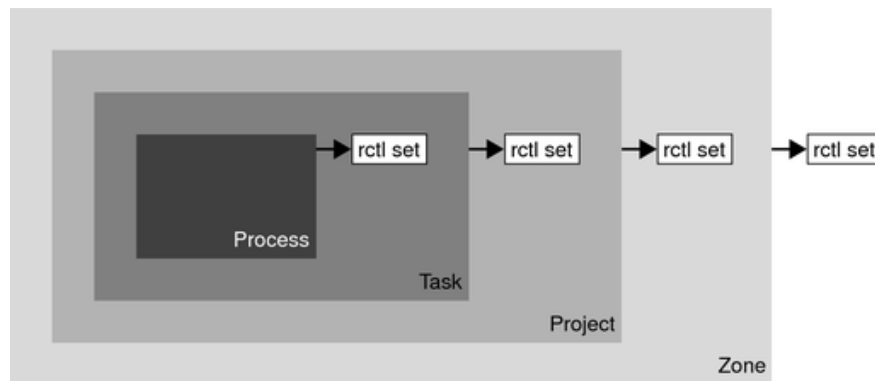 rctl set
rctl set
rctl set
rctl set
Process
Task
Project
Zone